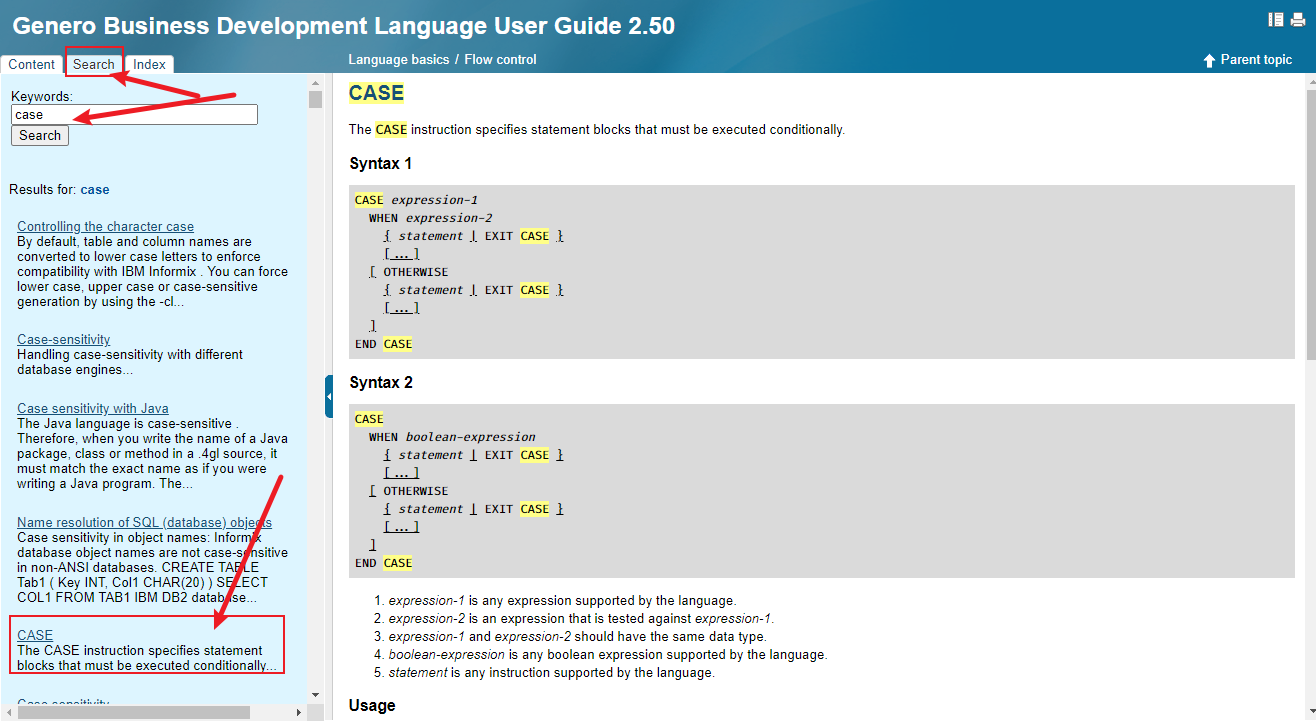 Genero Business Development Language User Guide 2.50
Content
Search
Index
Language basics / Flow control
Parent topic
Keywords:
case
Search
Results for: case
Controlling the character case
By default, table and column names are
converted to lower case letters to enforce
compatibility with IBM Informix . You can force
lower case, upper case or case-sensitive
generation by using the -cl...
Case-sensitivity
Handling case-sensitivity with different
database engines...
Case sensitivity with Java
The Java language is case-sensitive .
Therefore, when you write the name of a Java
package, class or method in a .4gl source, it
must match the exact name as if you were
writing a Java program. The...
Name resolution of SQL (database) objects
Case sensitivity in object names: Informix
database object names are not case-sensitive
in non-ANSI databases. CREATE TABLE
Tab1 ( Key INT, Col1 CHAR(20) ) SELECT
COL1 FROM TAB1 IBM DB2 database...
CASE
The CASE instruction specifies statement
blocks that must be executed conditionally...
Case sensitivity
CASE
The CASE instruction specifies statement blocks that must be executed conditionally.
Syntax 1
CASE expression-1
WHEN expression-2
{ statement | EXIT CASE }
[ ... ]
[ OTHERWISE
{ statement | EXIT CASE }
[ ... ]
]
END CASE
Syntax 2
CASE
WHEN boolean-expression
{ statement | EXIT CASE }
[ ... ]
[ OTHERWISE
{ statement | EXIT CASE }
[ ... ]
]
END CASE
1. expression-1 is any expression supported by the language.
2. expression-2 is an expression that is tested against expression-1.
3. expression-1 and expression-2 should have the same data type.
4. boolean-expression is any boolean expression supported by the language.
5. statement is any instruction supported by the language.
Usage